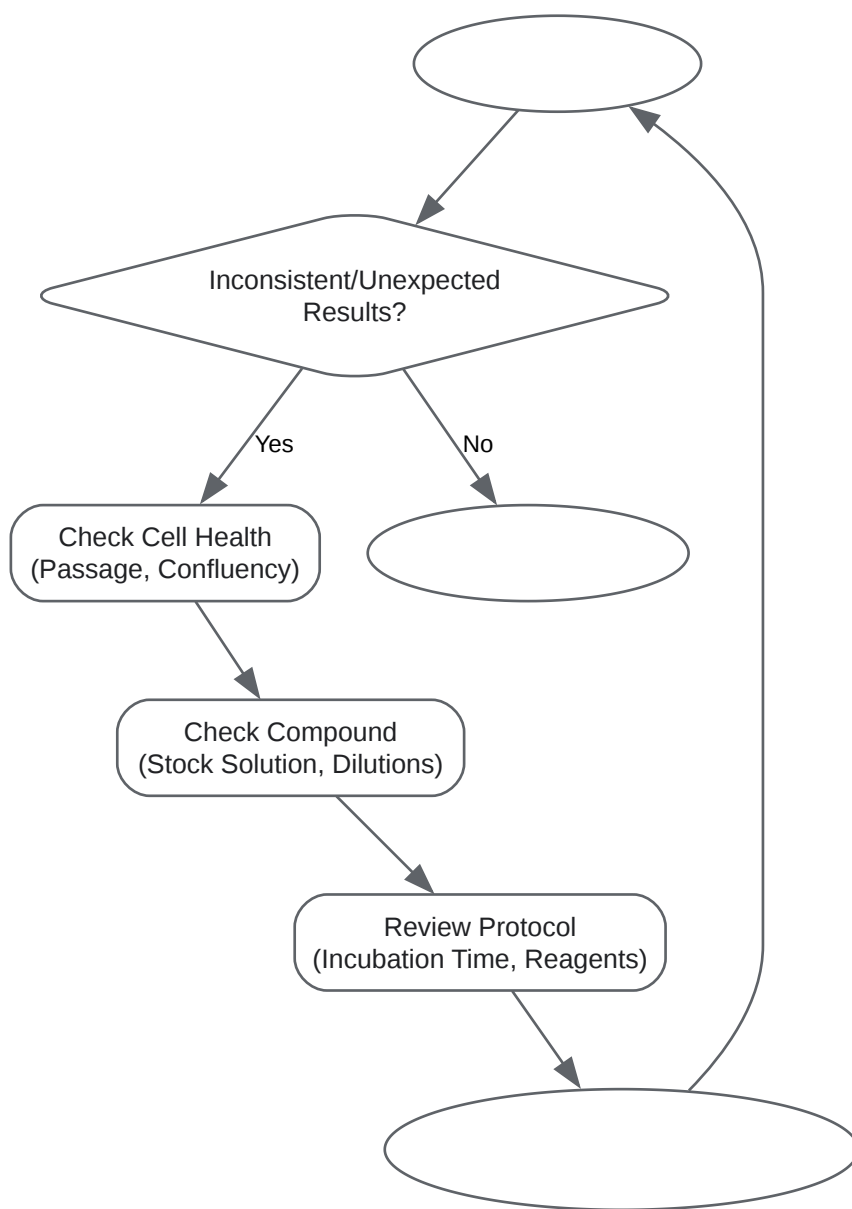 Inconsistent/Unexpected
Results?
Yes
No
Check Cell Health
(Passage, Confluency)
Check Compound
(Stock Solution, Dilutions)
Review Protocol
(Incubation Time, Reagents)